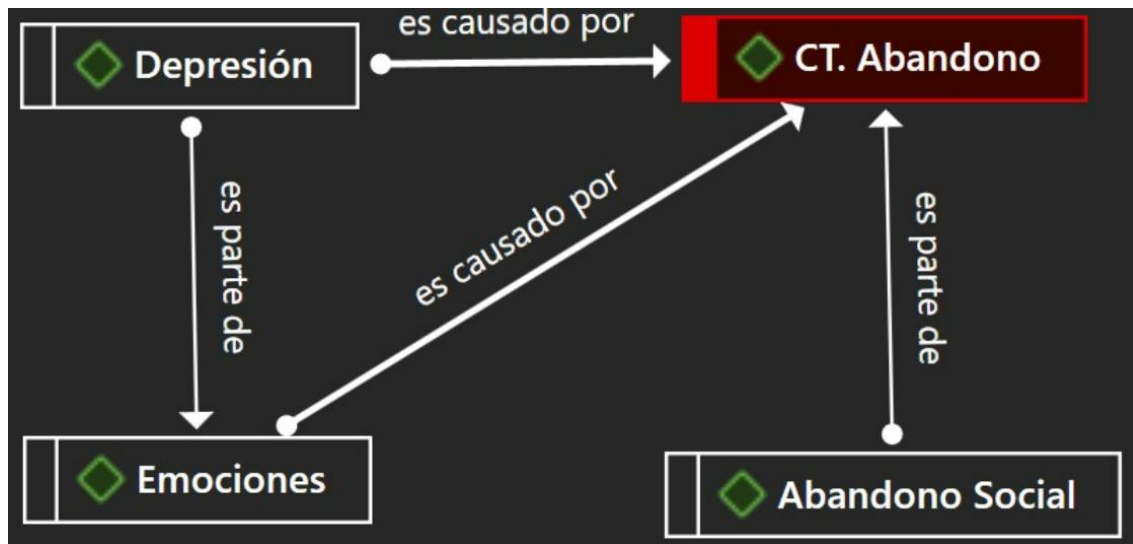 es causado por
Depresión
CT. Abandono
es parte de
es causado por
es parte de
Emociones
Abandono Social